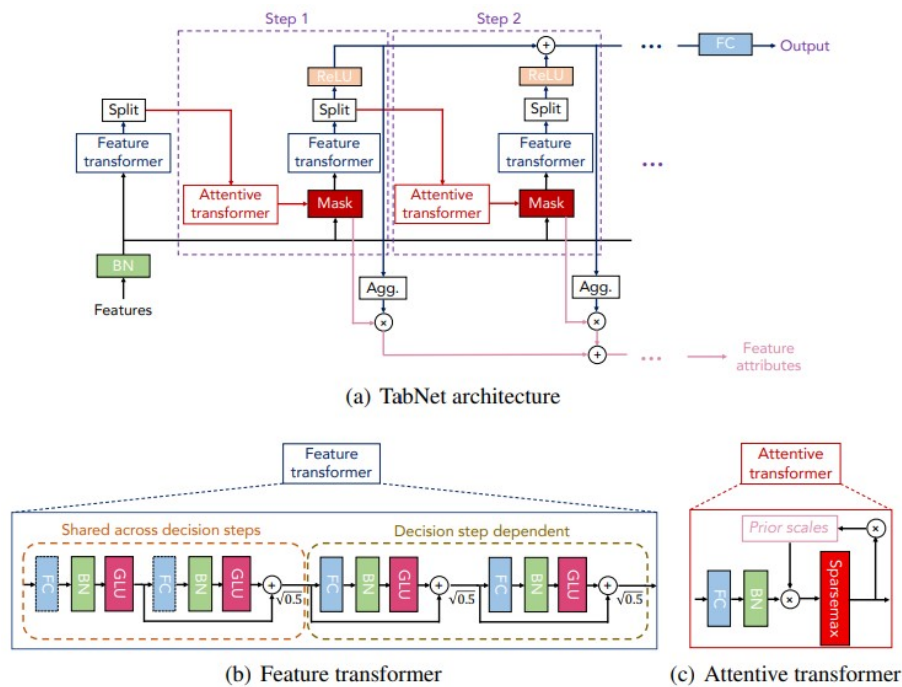 Step 1
Step 2
FC
Output
ReLU
ReLU
Split
Split
Split
Feature
transformer
Feature
transformer
Feature
transformer
Attentive
transformer
Mask
Attentive
transformer
Mask
BN
Features
Agg.
Agg.
Feature
attributes
(a) TabNet architecture
Feature
transformer
Shared across decision steps
Decision step dependent
FC
BN
GLU
FC
BN
GLU
√0.5
FC
BN
GLU
√0.5
FC
BN
GLU
√0.5
(b) Feature transformer
Attentive
transformer
Prior scales
FC
BN
Sparsemax
(c) Attentive transformer